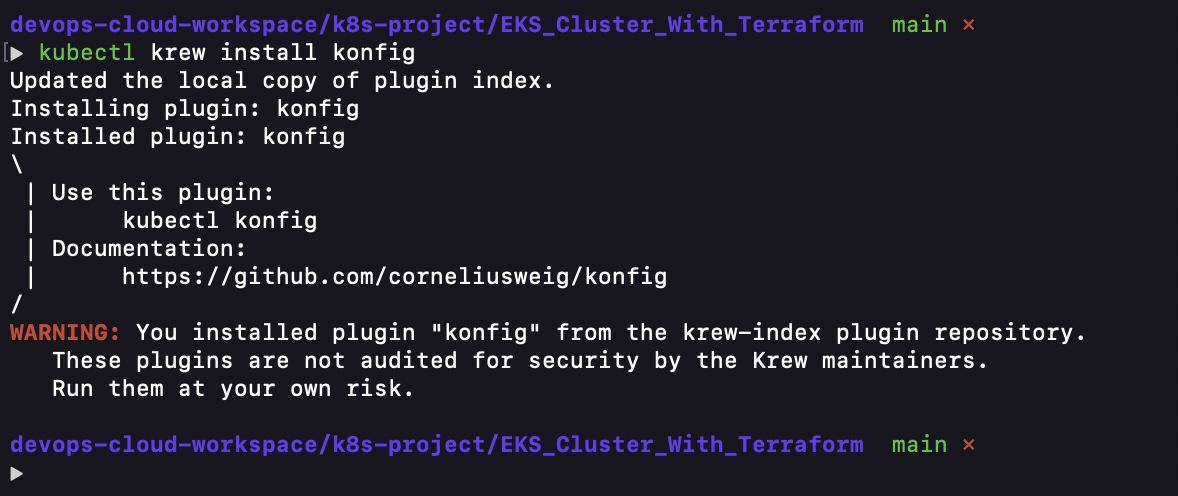 devops-cloud-workspace/k8s-project/EKS_Cluster_With_Terraform  main ×
[▶ kubectl krew install konfig
Updated the local copy of plugin index.
Installing plugin: konfig
Installed plugin: konfig
\
 | Use this plugin:
 |      kubectl konfig
 | Documentation:
 |      https://github.com/corneliusweig/konfig
/
WARNING: You installed plugin "konfig" from the krew-index plugin repository.
   These plugins are not audited for security by the Krew maintainers.
   Run them at your own risk.
devops-cloud-workspace/k8s-project/EKS_Cluster_With_Terraform  main ×
▶